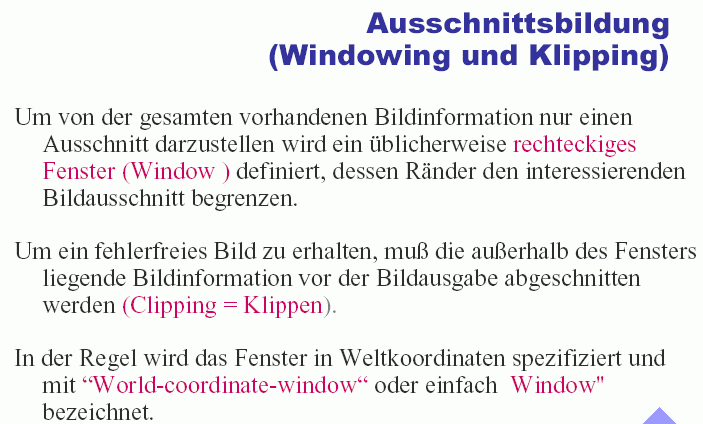 Ausschnittsbildung
(Windowing und Klipping)
Um von der gesamten vorhandenen Bildinformation nur einen
Ausschnitt darzustellen wird ein üblicherweise rechteckiges
Fenster (Window ) definiert, dessen Ränder den interessierenden
Bildausschnitt begrenzen.
Um ein fehlerfreies Bild zu erhalten, muß die außerhalb des Fensters
liegende Bildinformation vor der Bildausgabe abgeschnitten
werden (Clipping = Klippen).
In der Regel wird das Fenster in Weltkoordinaten spezifiziert und
mit “World-coordinate-window“ oder einfach  Window"
bezeichnet.